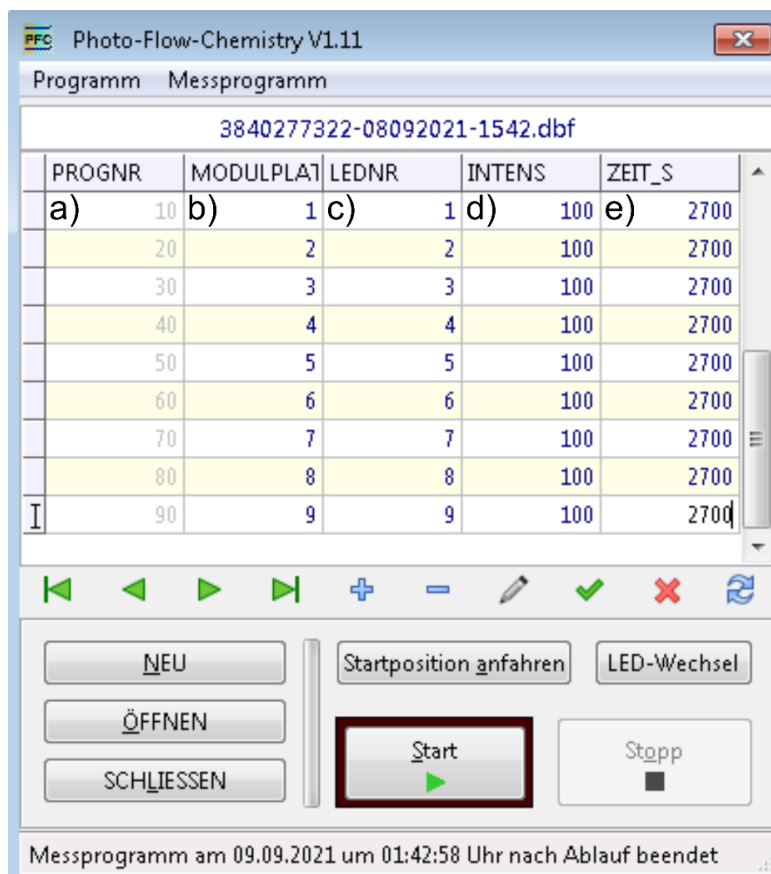 PFC Photo-Flow-Chemistry V1.11
Programm Messprogramm
3840277322-08092021-1542.dbf
PROGNR MODULPLAT LEDNR INTENS ZEIT_S
a) 10 b) 1 c) 1 d) 100 e) 2700
20 2 2 100 2700
30 3 3 100 2700
40 4 4 100 2700
50 5 5 100 2700
60 6 6 100 2700
70 7 7 100 2700
80 8 8 100 2700
90 9 9 100 2700
NEU Startposition anfahren LED-Wechsel
ÖFFNEN Start Stopp
SCHLIESSEN
Messprogramm am 09.09.2021 um 01:42:58 Uhr nach Ablauf beendet